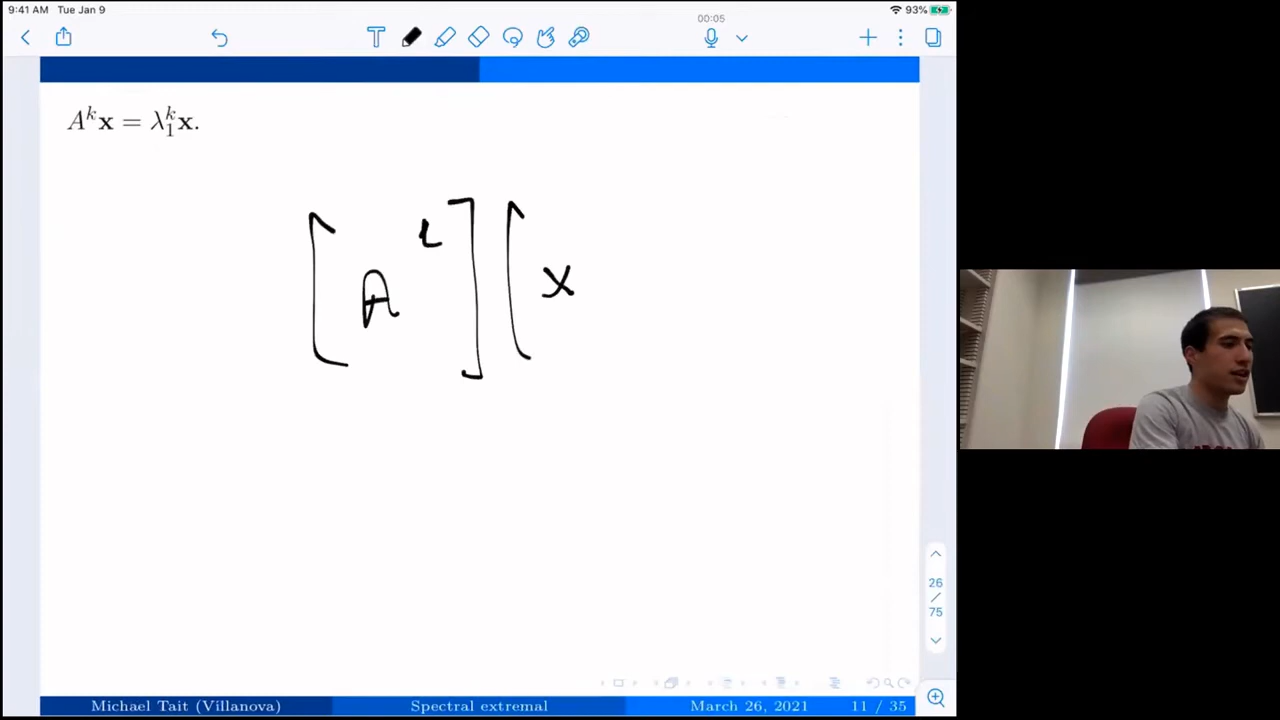 9:41 AM Tue Jan 9
93%
00:05
A^k x = λ_1^k x.
[ A ] [ x
26
/
75
Michael Tait (Villanova)
Spectral extremal
March 26, 2021
11 / 35